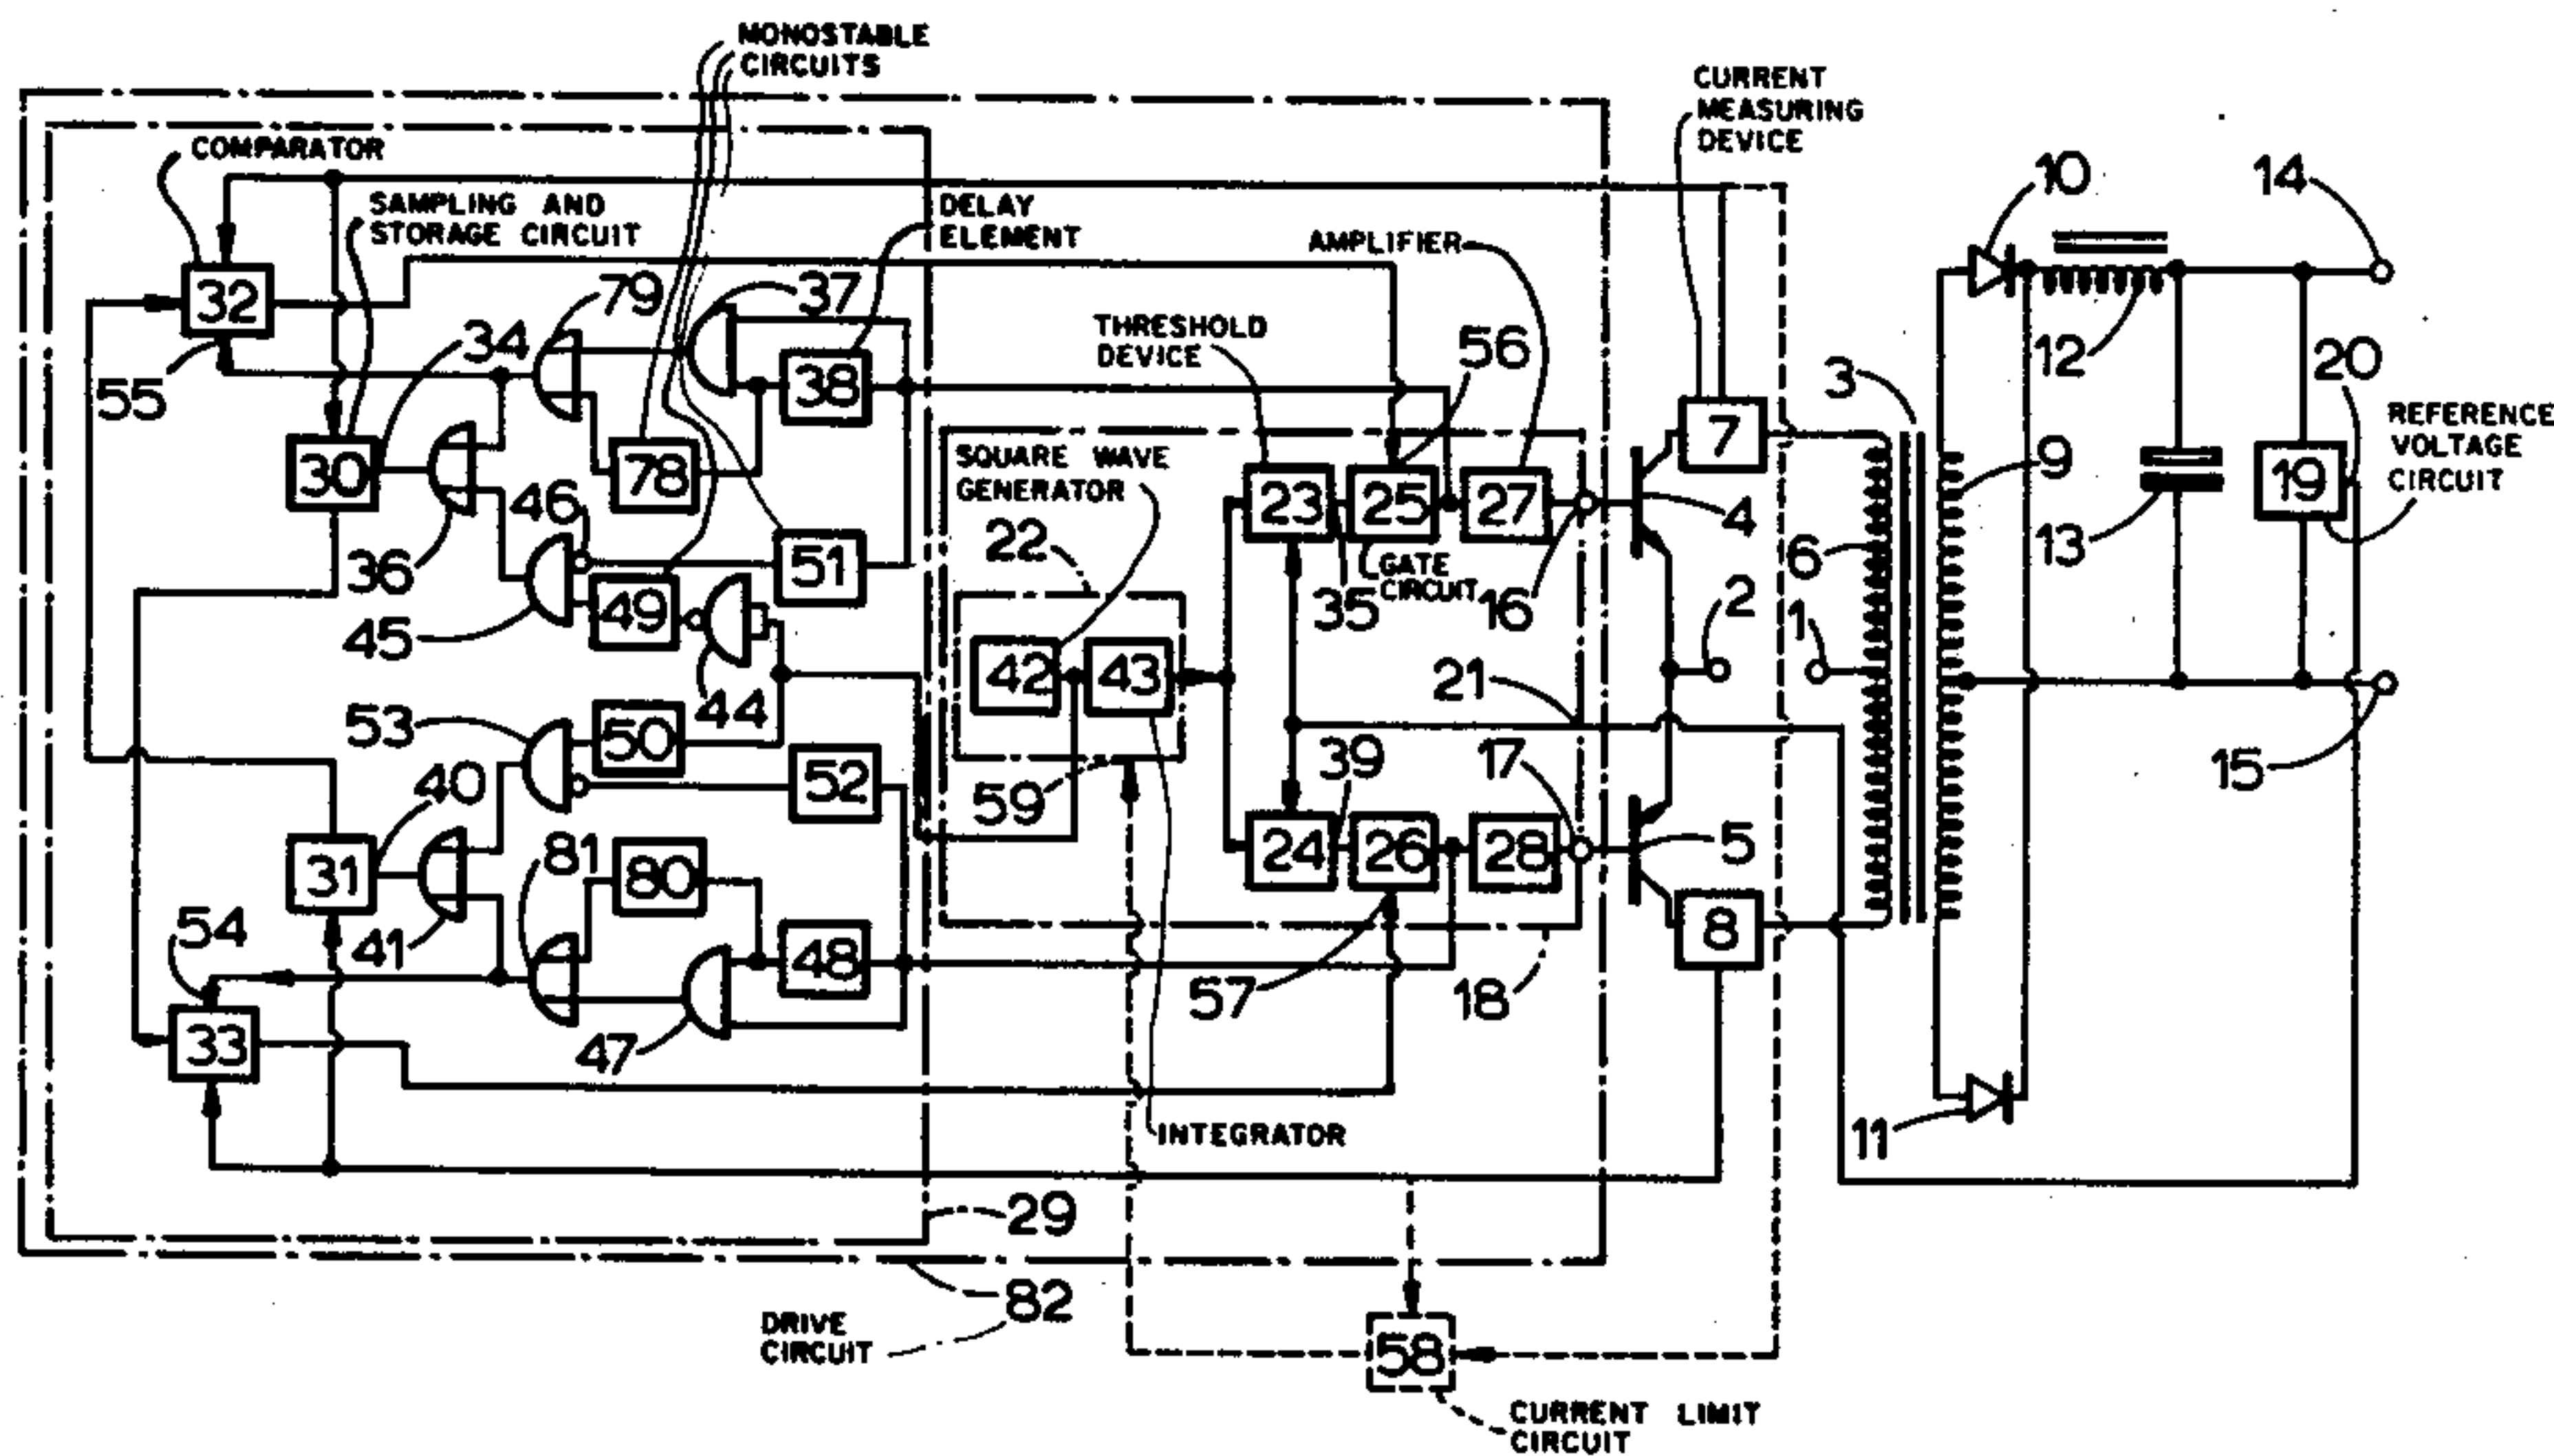 MONOSTABLE
CIRCUITS
CURRENT
MEASURING
DEVICE
COMPARATOR
SAMPLING AND
STORAGE CIRCUIT
DELAY
ELEMENT
AMPLIFIER
10
14
32
79
37
THRESHOLD
DEVICE
56
12
3
20
55
34
38
7
REFERENCE
VOLTAGE
CIRCUIT
30
78
SQUARE WAVE
GENERATOR
23
25
27
4
9
19
46
22
6
13
36
51
GATE
CIRCUIT
35
16
2
1
45
49
44
42
43
21
53
50
39
17
15
40
52
59
24
26
28
5
31
81
80
54
41
48
8
57
18
33
47
11
INTEGRATOR
29
82
DRIVE
CIRCUIT
58
CURRENT LIMIT
CIRCUIT